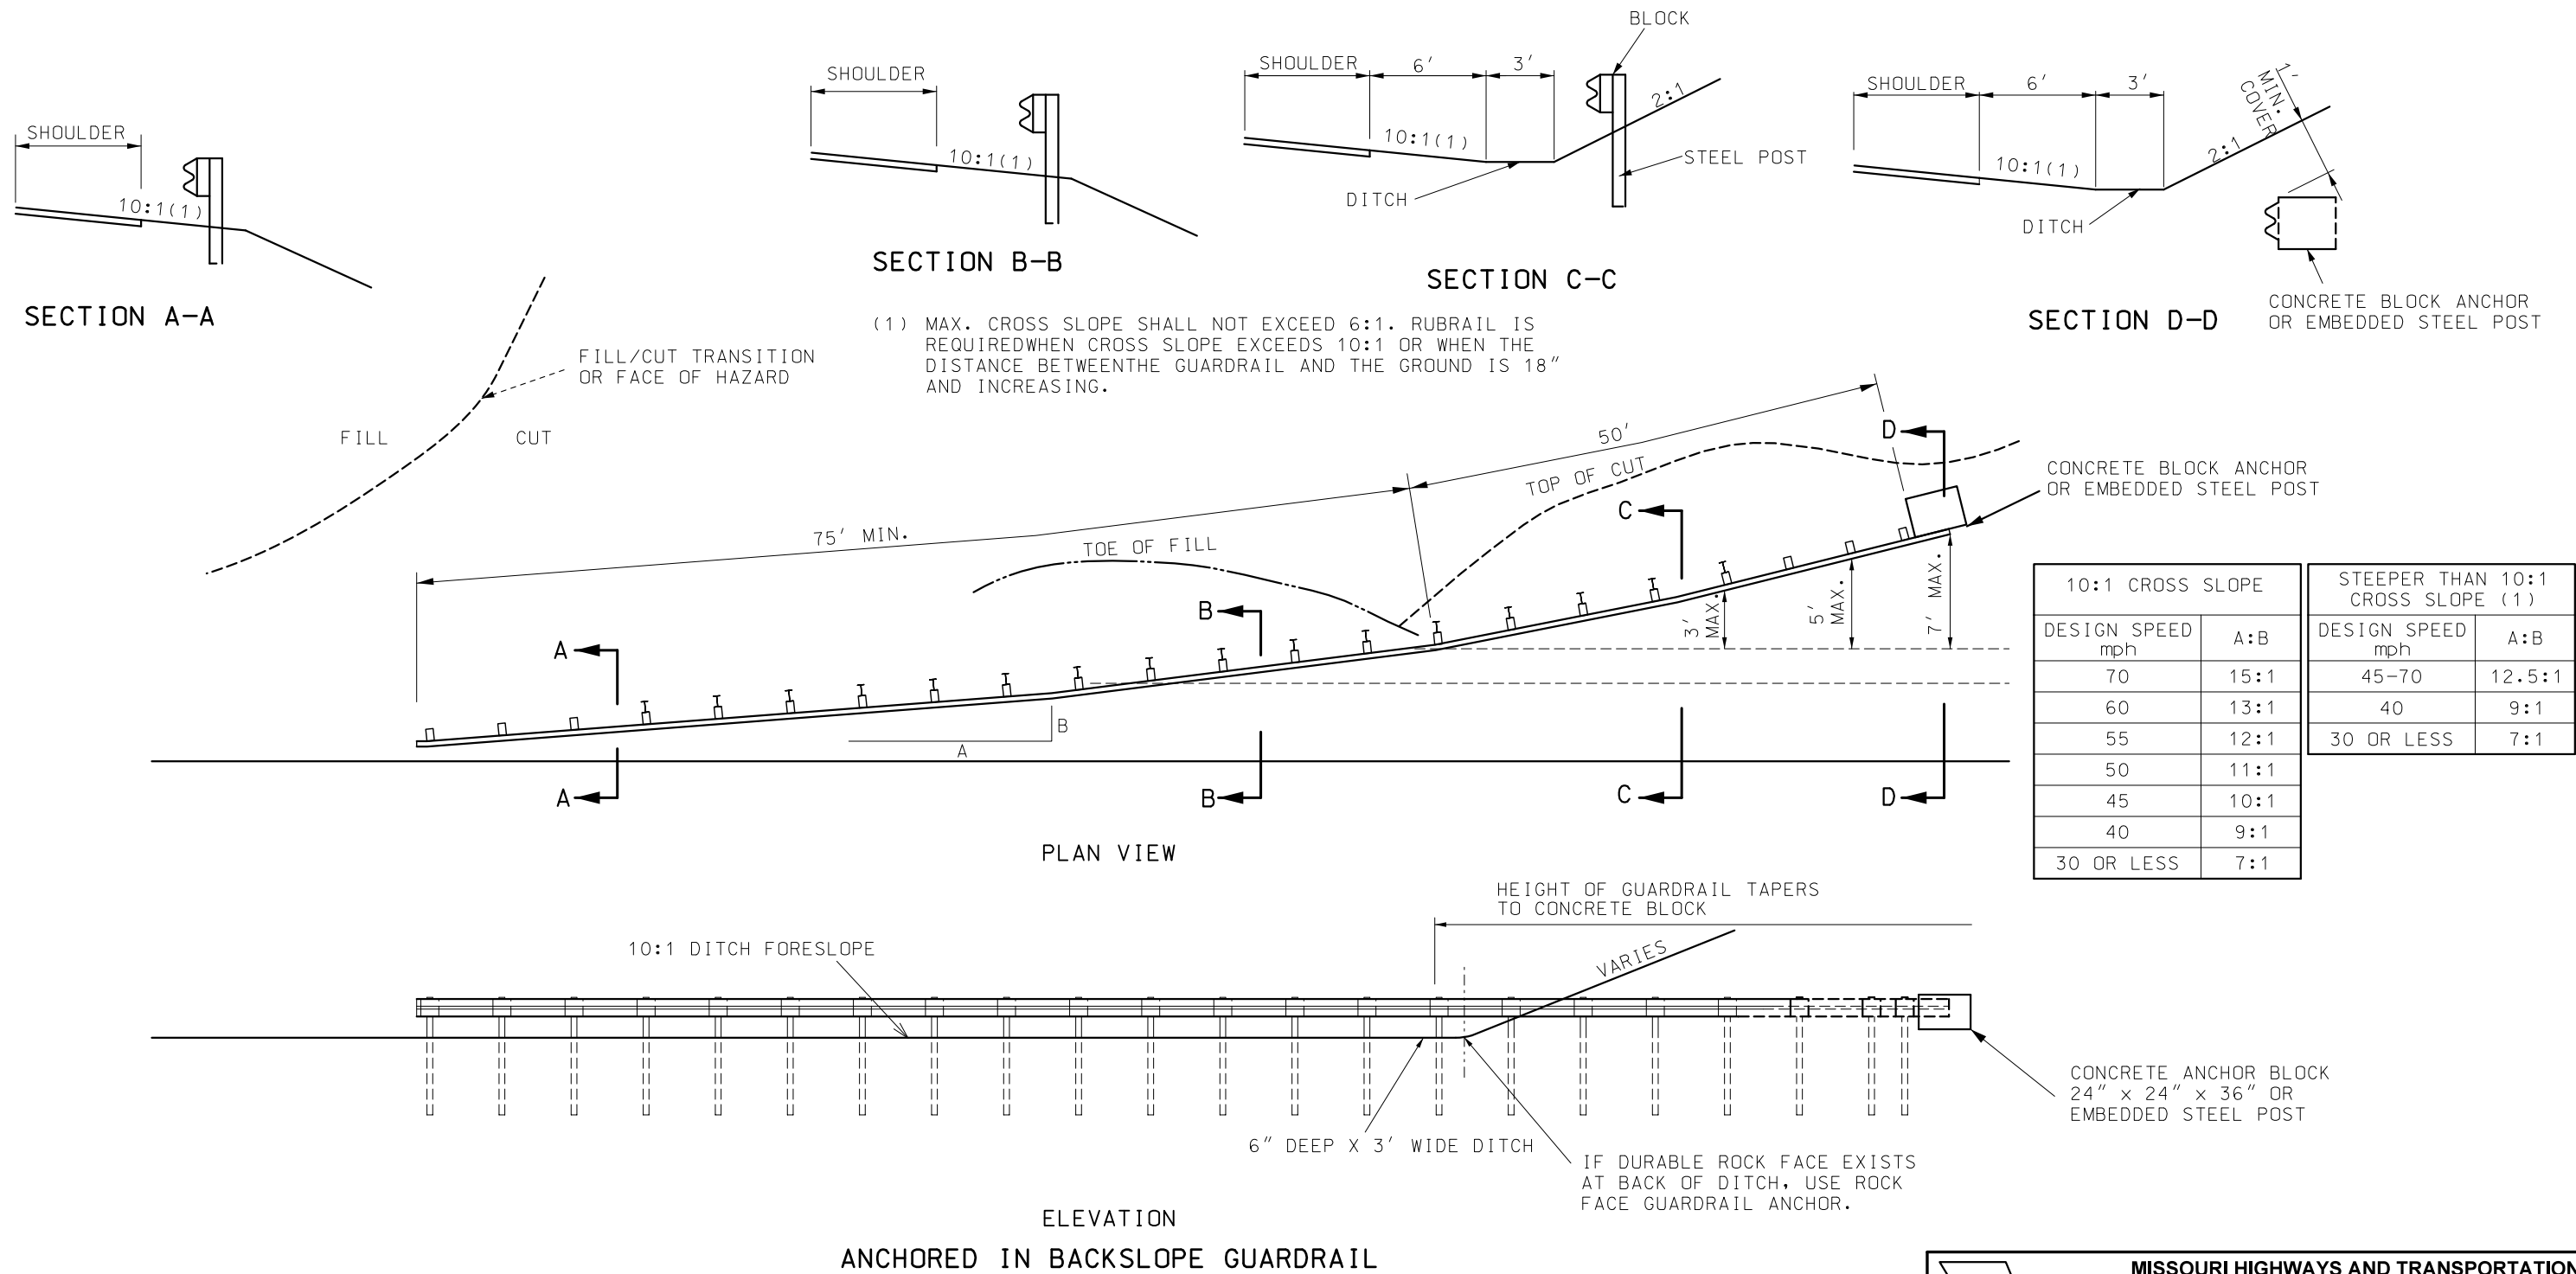 SHOULDER
10:1(1)
SECTION A-A
SHOULDER
10:1(1)
SECTION B-B
BLOCK
SHOULDER
6'
3'
10:1(1)
2:1
STEEL POST
DITCH
SECTION C-C
SHOULDER
6'
3'
1'
MIN.
COVER
10:1(1)
2:1
DITCH
CONCRETE BLOCK ANCHOR
OR EMBEDDED STEEL POST
SECTION D-D
(1) MAX. CROSS SLOPE SHALL NOT EXCEED 6:1. RUBRAIL IS
REQUIREDWHEN CROSS SLOPE EXCEEDS 10:1 OR WHEN THE
DISTANCE BETWEENTHE GUARDRAIL AND THE GROUND IS 18"
AND INCREASING.
FILL/CUT TRANSITION
OR FACE OF HAZARD
FILL
CUT
75' MIN.
50'
TOE OF FILL
TOP OF CUT
CONCRETE BLOCK ANCHOR
OR EMBEDDED STEEL POST
A
B
C
D
3'
MAX.
5'
MAX.
7' MAX.
B
A
A
B
C
D
PLAN VIEW
10:1 CROSS SLOPE
DESIGN SPEED
mph
A:B
70 15:1
60 13:1
55 12:1
50 11:1
45 10:1
40 9:1
30 OR LESS 7:1
STEEPER THAN 10:1
CROSS SLOPE (1)
DESIGN SPEED
mph
A:B
45-70 12.5:1
40 9:1
30 OR LESS 7:1
HEIGHT OF GUARDRAIL TAPERS
TO CONCRETE BLOCK
10:1 DITCH FORESLOPE
VARIES
CONCRETE ANCHOR BLOCK
24" x 24" x 36" OR
EMBEDDED STEEL POST
6" DEEP X 3' WIDE DITCH
IF DURABLE ROCK FACE EXISTS
AT BACK OF DITCH, USE ROCK
FACE GUARDRAIL ANCHOR.
ELEVATION
ANCHORED IN BACKSLOPE GUARDRAIL
MISSOURI HIGHWAYS AND TRANSPORTATION